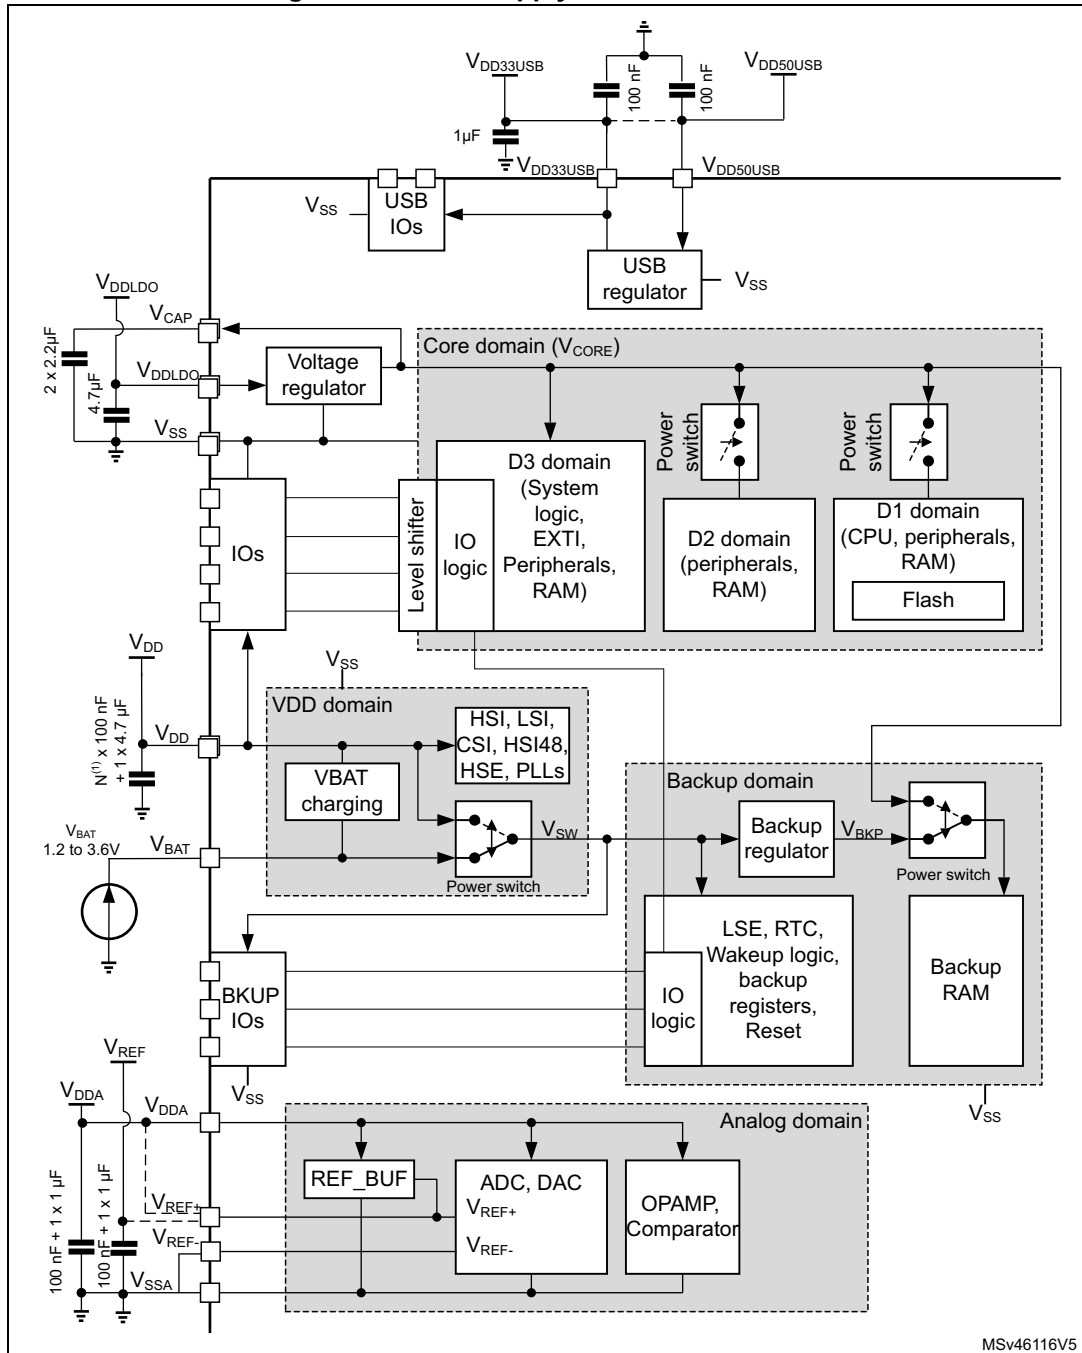 VDD33USB
100 nF
100 nF
VDD50USB
1µF
VDD33USB
VDD50USB
USB
IOs
VSS
USB
regulator
VSS
VDDLDO
VCAP
2 x 2.2µF
VDDLDO
4.7µF
VSS
Voltage
regulator
Core domain (VCORE)
Power
switch
Power
switch
D3 domain
(System
logic,
EXTI,
Peripherals,
RAM)
IO
logic
Level shifter
IOs
D2 domain
(peripherals,
RAM)
D1 domain
(CPU, peripherals,
RAM)
Flash
VDD
N(1) x 100 nF
+ 1 x 4.7 µF
VDD
VSS
VDD domain
HSI, LSI,
CSI, HSI48,
HSE, PLLs
VBAT
charging
VBAT
1.2 to 3.6V
VBAT
Power switch
VSW
Backup domain
Backup
regulator
VBKP
Power switch
LSE, RTC,
Wakeup logic,
backup
registers,
Reset
IO
logic
Backup
RAM
BKUP
IOs
VSS
VSS
VREF
VDDA
VDDA
100 nF + 1 x 1 µF
100 nF + 1 x 1 µF
VREF+
VREF-
VSSA
Analog domain
REF_BUF
ADC, DAC
VREF+
VREF-
OPAMP,
Comparator
MSv46116V5